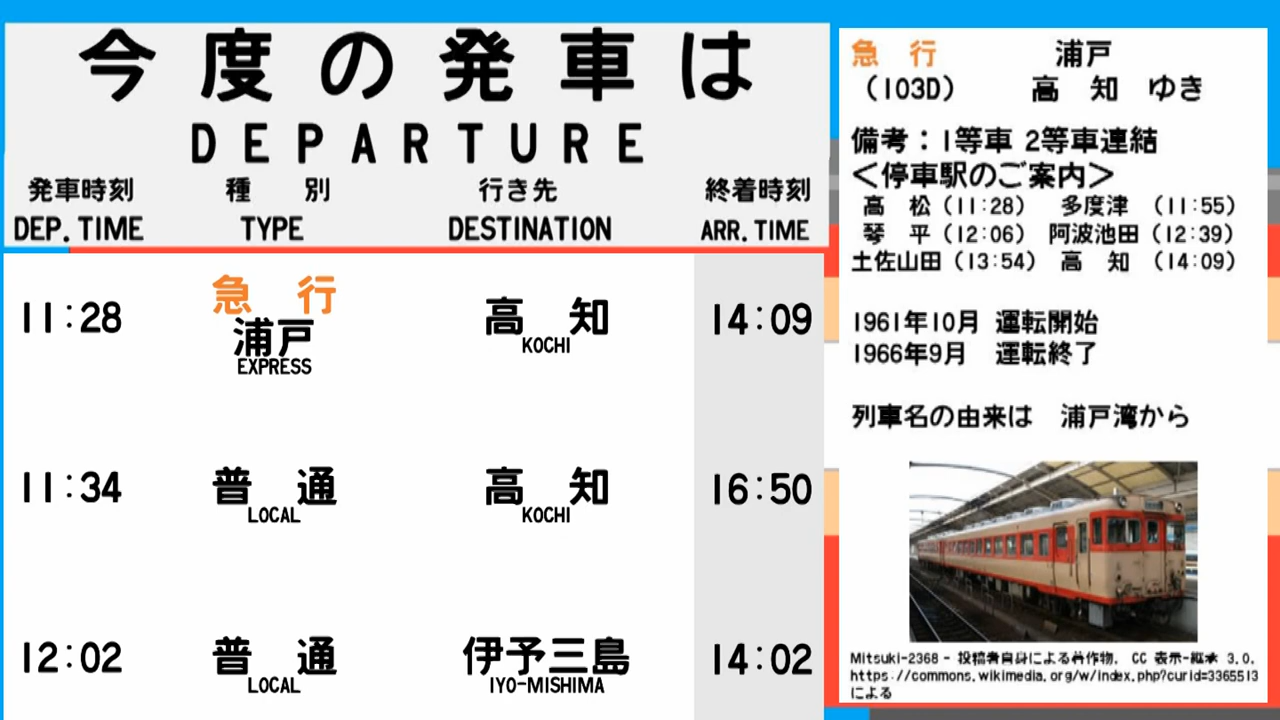 今度の発車は
DEPARTURE
発車時刻 種別 行き先 終着時刻
DEP. TIME TYPE DESTINATION ARR. TIME
11:28 急行 高知 14:09
浦戸 KOCHI
EXPRESS
11:34 普通 高知 16:50
LOCAL KOCHI
12:02 普通 伊予三島 14:02
LOCAL IYO-MISHIMA
急行 浦戸
(103D) 高知 ゆき
備考:1等車 2等車連結
<停車駅のご案内>
高松(11:28) 多度津(11:55)
琴平(12:06) 阿波池田(12:39)
土佐山田(13:54) 高知(14:09)
1961年10月 運転開始
1966年9月 運転終了
列車名の由来は 浦戸湾から
Mitsuki-2368 - 投稿者自身による著作物, CC 表示-継承 3.0,
https://commons.wikimedia.org/w/index.php?curid=3365513
による